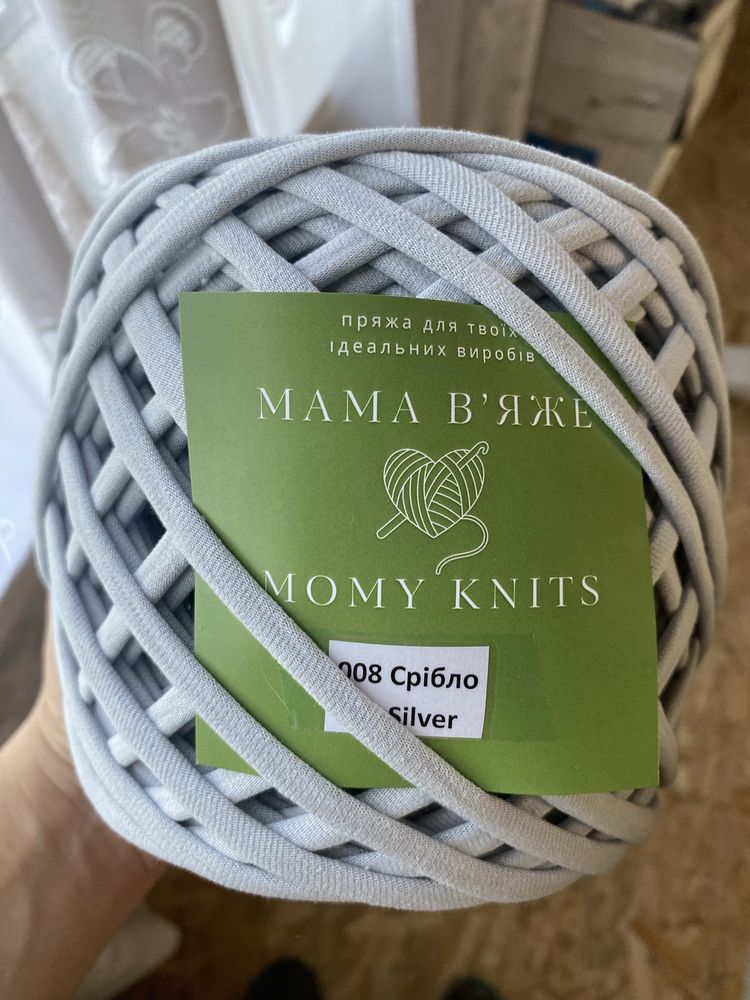 пряжа для твоїх
ідеальних виробів
МАМА В’ЯЖЕ
MOMY KNITS
008 Срібло
Silver